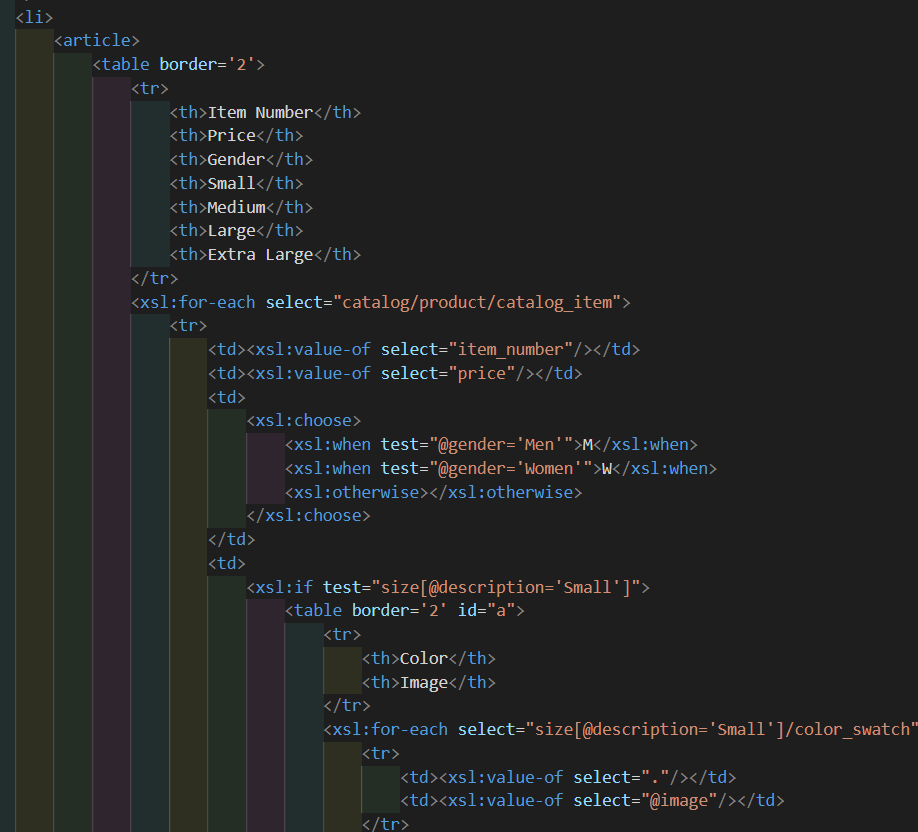 <li>
<article>
<table border='2'>
<tr>
<th>Item Number</th>
<th>Price</th>
<th>Gender</th>
<th>Small</th>
<th>Medium</th>
<th>Large</th>
<th>Extra Large</th>
</tr>
<xsl:for-each select="catalog/product/catalog_item">
<tr>
<td><xsl:value-of select="item_number"/></td>
<td><xsl:value-of select="price"/></td>
<td>
<xsl:choose>
<xsl:when test="@gender='Men'">M</xsl:when>
<xsl:when test="@gender='Women'">W</xsl:when>
<xsl:otherwise></xsl:otherwise>
</xsl:choose>
</td>
<td>
<xsl:if test="size[@description='Small']">
<table border='2' id="a">
<tr>
<th>Color</th>
<th>Image</th>
</tr>
<xsl:for-each select="size[@description='Small']/color_swatch"
<tr>
<td><xsl:value-of select="."/></td>
<td><xsl:value-of select="@image"/></td>
</tr>